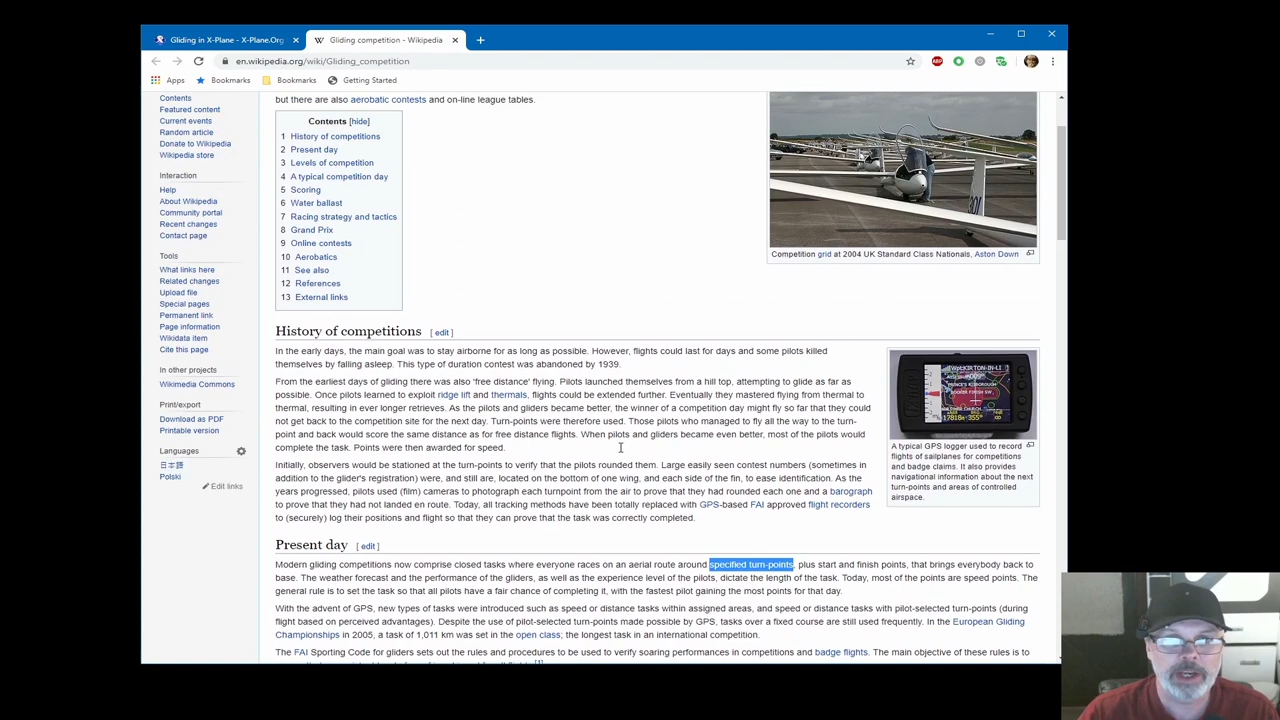 Gliding in X-Plane - X-Plane.Org
Gliding competition - Wikipedia
en.wikipedia.org/wiki/Gliding_competition
Apps
Bookmarks
Bookmarks
Getting Started
Contents
Featured content
Current events
Random article
Donate to Wikipedia
Wikipedia store
Interaction
Help
About Wikipedia
Community portal
Recent changes
Contact page
Tools
What links here
Related changes
Upload file
Special pages
Permanent link
Page information
Wikidata item
Cite this page
In other projects
Wikimedia Commons
Print/export
Download as PDF
Printable version
Languages
日本語
Polski
Edit links
but there are also aerobatic contests and on-line league tables.
Contents [hide]
1 History of competitions
2 Present day
3 Levels of competition
4 A typical competition day
5 Scoring
6 Water ballast
7 Racing strategy and tactics
8 Grand Prix
9 Online contests
10 Aerobatics
11 See also
12 References
13 External links
301
Competition grid at 2004 UK Standard Class Nationals, Aston Down
History of competitions [ edit ]
In the early days, the main goal was to stay airborne for as long as possible. However, flights could last for days and some pilots killed
themselves by falling asleep. This type of duration contest was abandoned by 1939.
From the earliest days of gliding there was also 'free distance' flying. Pilots launched themselves from a hill top, attempting to glide as far as
possible. Once pilots learned to exploit ridge lift and thermals, flights could be extended further. Eventually they mastered flying from thermal to
thermal, resulting in ever longer retrieves. As the pilots and gliders became better, the winner of a competition day might fly so far that they could
not get back to the competition site for the next day. Turn-points were therefore used. Those pilots who managed to fly all the way to the turn-
point and back would score the same distance as for free distance flights. When pilots and gliders became even better, most of the pilots would
complete the task. Points were then awarded for speed.
Initially, observers would be stationed at the turn-points to verify that the pilots rounded them. Large easily seen contest numbers (sometimes in
addition to the glider's registration) were, and still are, located on the bottom of one wing, and each side of the fin, to ease identification. As the
years progressed, pilots used (film) cameras to photograph each turnpoint from the air to prove that they had rounded each one and a barograph
to prove that they had not landed en route. Today, all tracking methods have been totally replaced with GPS-based FAI approved flight recorders
to (securely) log their positions and flight so that they can prove that the task was correctly completed.
A typical GPS logger used to record
flights of sailplanes for competitions
and badge claims. It also provides
navigational information about the next
turn-points and areas of controlled
airspace.
Present day [ edit ]
Modern gliding competitions now comprise closed tasks where everyone races on an aerial route around specified turn-points, plus start and finish points, that brings everybody back to
base. The weather forecast and the performance of the gliders, as well as the experience level of the pilots, dictate the length of the task. Today, most of the points are speed points. The
general rule is to set the task so that all pilots have a fair chance of completing it, with the fastest pilot gaining the most points for that day.
With the advent of GPS, new types of tasks were introduced such as speed or distance tasks within assigned areas, and speed or distance tasks with pilot-selected turn-points (during
flight based on perceived advantages). Despite the use of pilot-selected turn-points made possible by GPS, tasks over a fixed course are still used frequently. In the European Gliding
Championships in 2005, a task of 1,011 km was set in the open class; the longest task in an international competition.
The FAI Sporting Code for gliders sets out the rules and procedures to be used to verify soaring performances in competitions and badge flights. The main objective of these rules is to